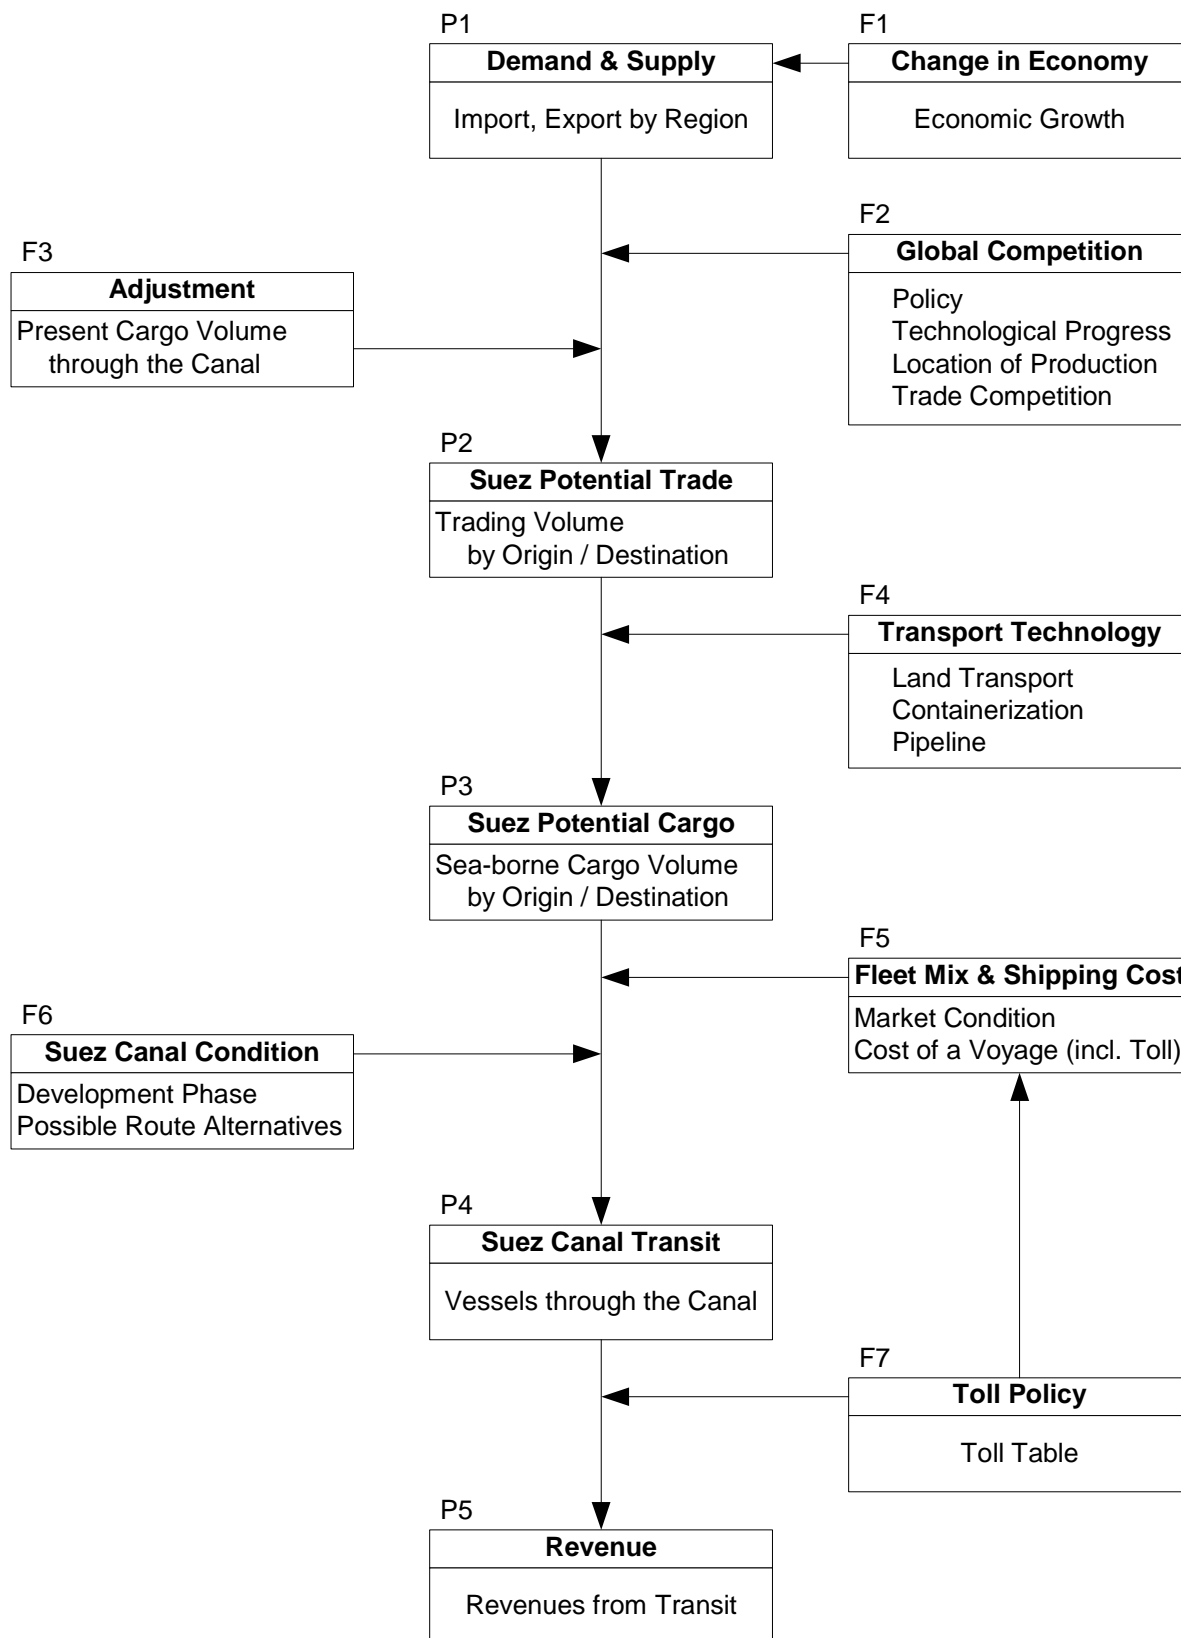 P1
Demand & Supply
Import, Export by Region
F1
Change in Economy
Economic Growth
F2
Global Competition
Policy
Technological Progress
Location of Production
Trade Competition
F3
Adjustment
Present Cargo Volume
through the Canal
P2
Suez Potential Trade
Trading Volume
by Origin / Destination
F4
Transport Technology
Land Transport
Containerization
Pipeline
P3
Suez Potential Cargo
Sea-borne Cargo Volume
by Origin / Destination
F5
Fleet Mix & Shipping Cost
Market Condition
Cost of a Voyage (incl. Toll)
F6
Suez Canal Condition
Development Phase
Possible Route Alternatives
P4
Suez Canal Transit
Vessels through the Canal
F7
Toll Policy
Toll Table
P5
Revenue
Revenues from Transit